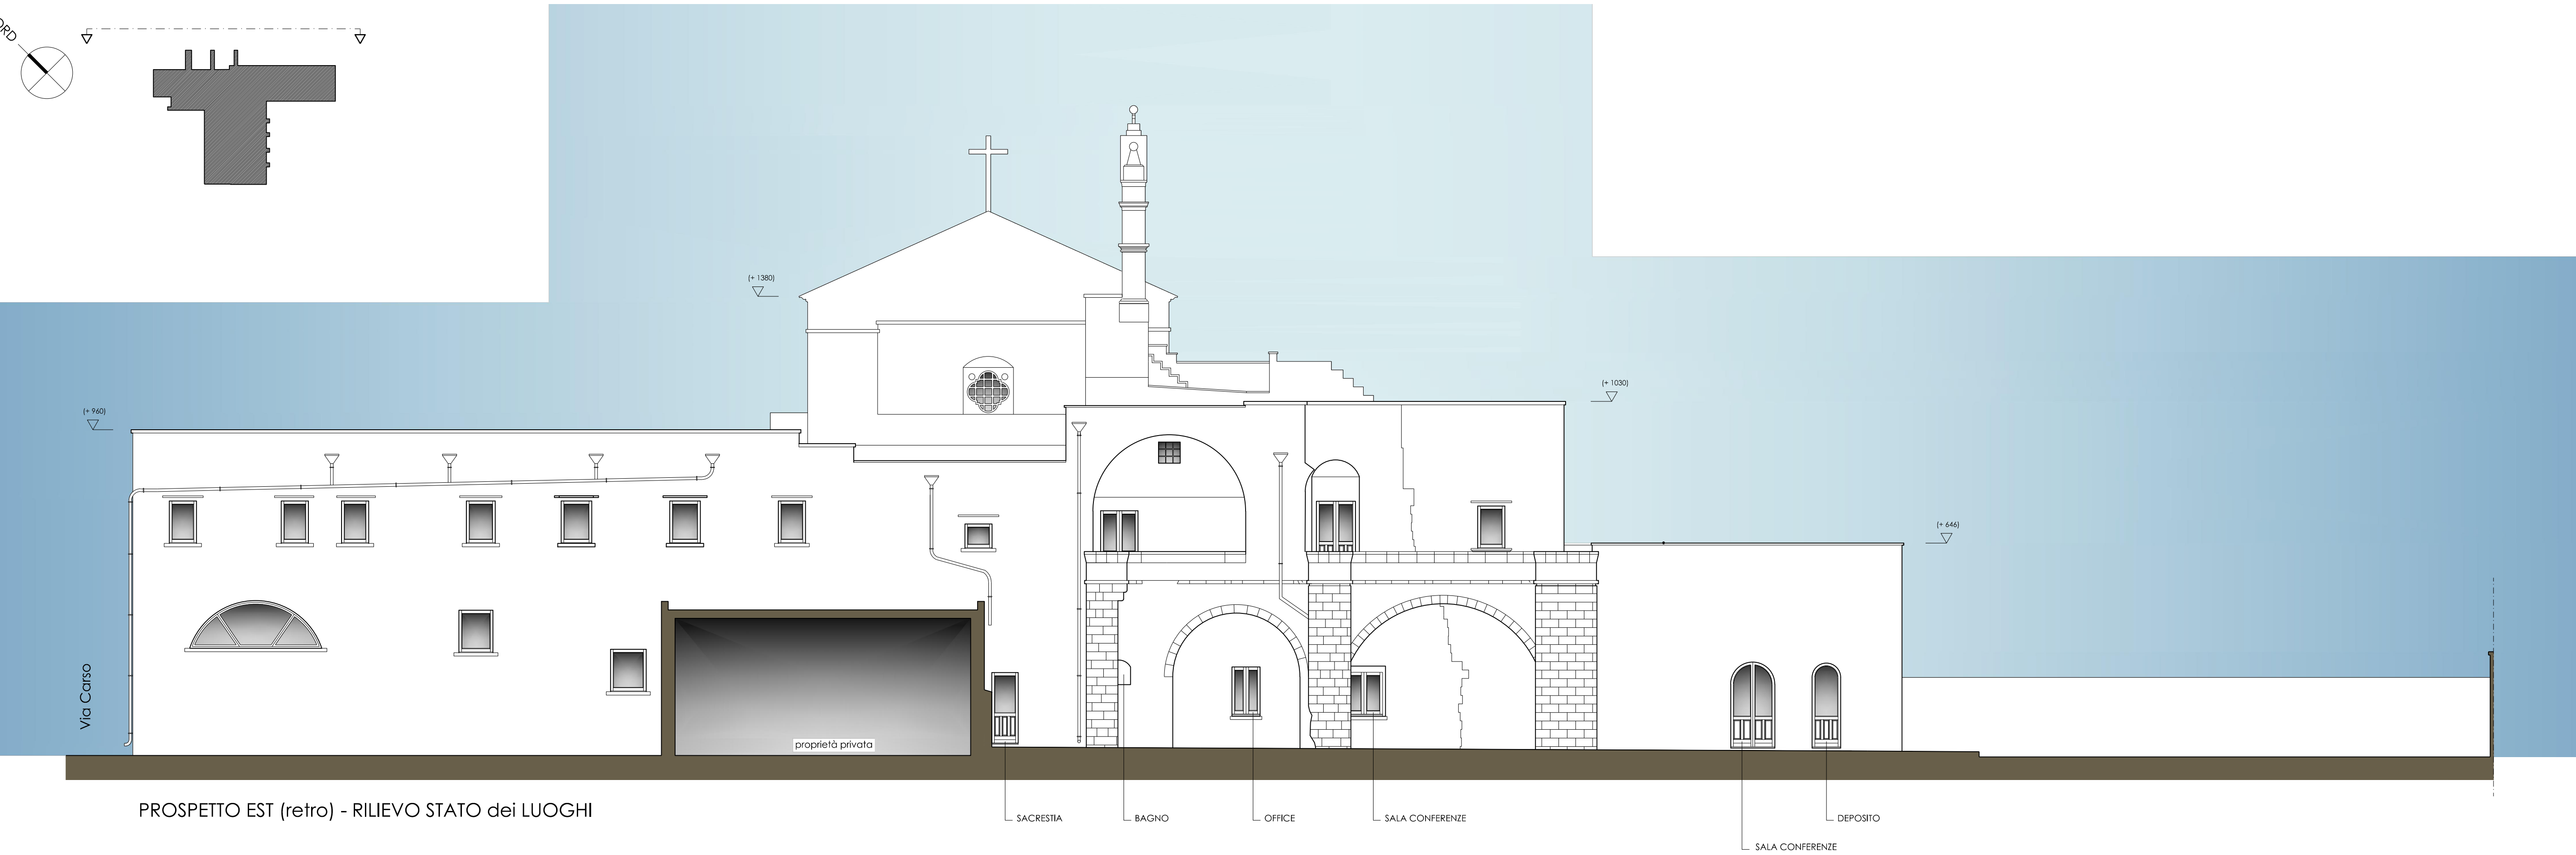 (+ 1380)
(+ 1030)
(+ 960)
(+ 646)
Via Carso
proprietà privata
PROSPETTO EST (retro) - RILIEVO STATO dei LUOGHI
SACRESTIA
BAGNO
OFFICE
SALA CONFERENZE
DEPOSITO
SALA CONFERENZE